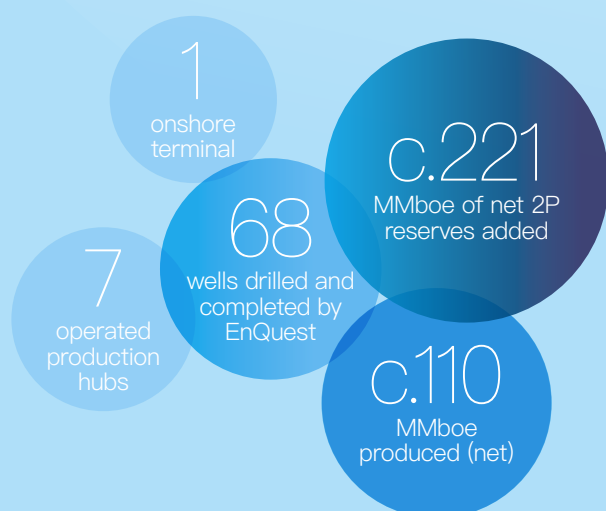 1
onshore
terminal
c.221
MMboe of net 2P
reserves added
68
wells drilled and
completed by
EnQuest
7
operated
production
hubs
c.110
MMboe
produced (net)